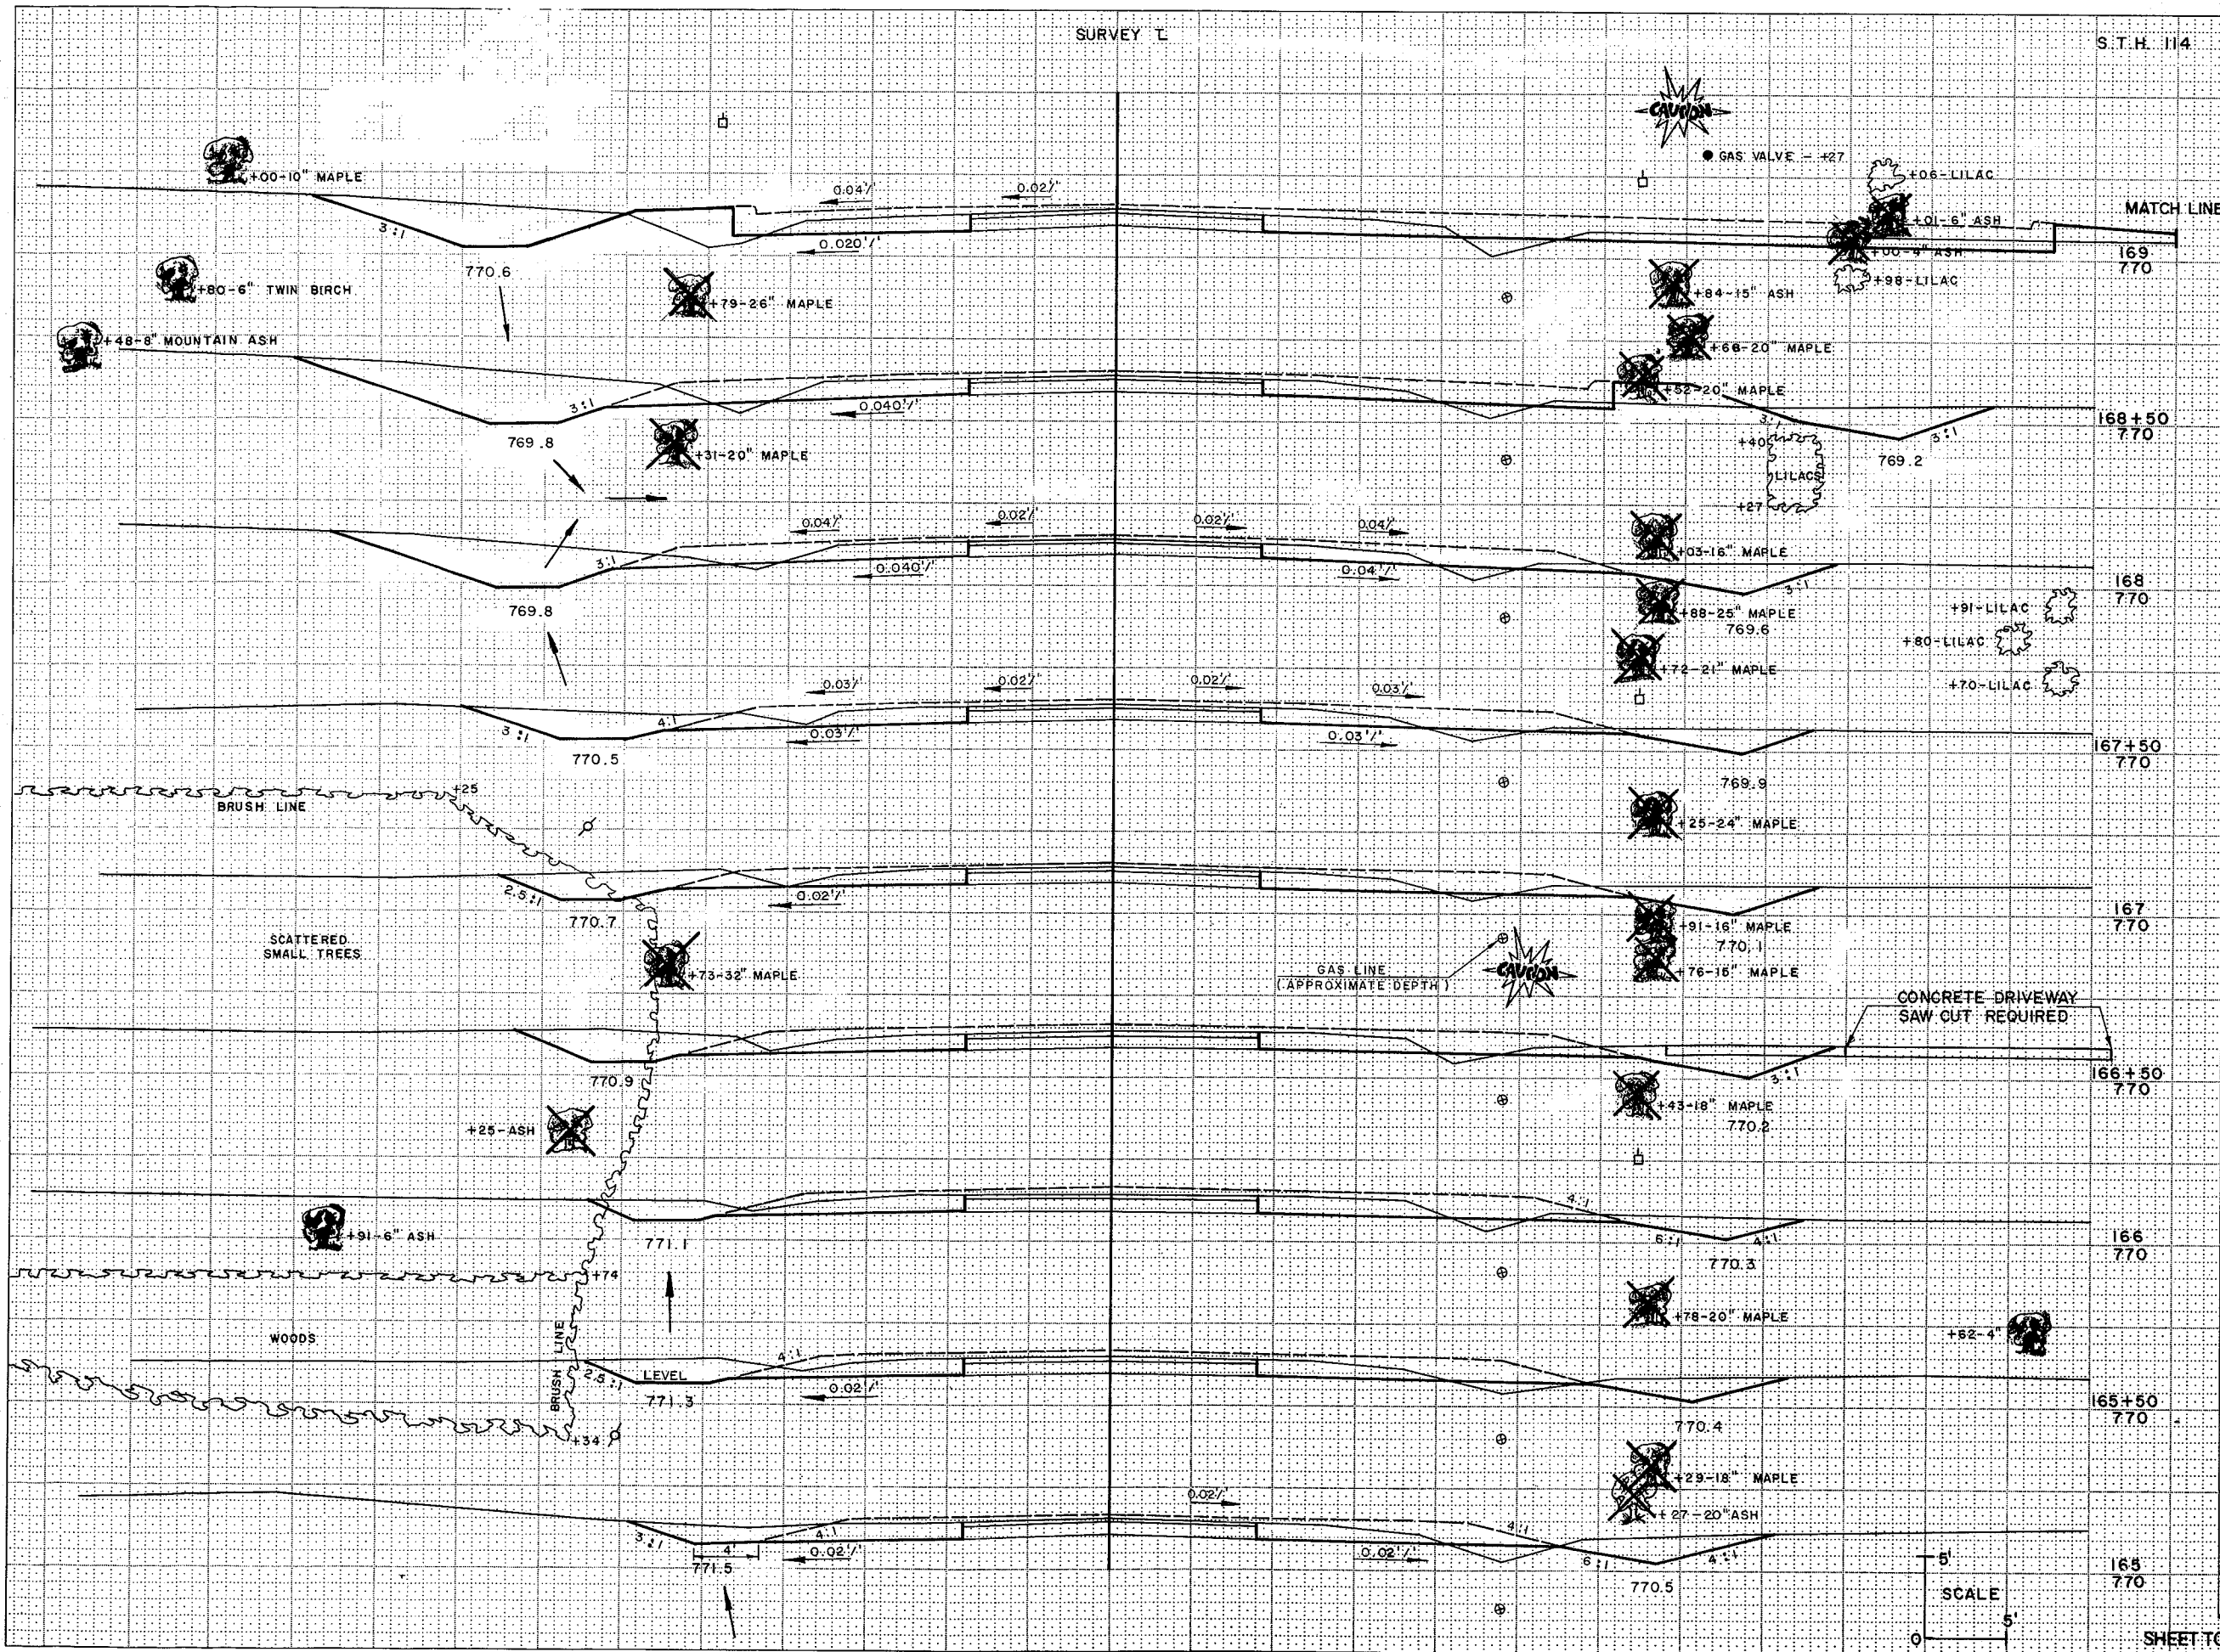 SURVEY ℄
S.T.H. 114
CAUTION
GAS VALVE - +27
+00-10" MAPLE
+06-LILAC
0.04'/'
0.02'/'
+01-6" ASH
MATCH LINE
3:1
0.020'/'
+00-4" ASH
169
770
770.6
+98-LILAC
+80-6" TWIN BIRCH
+79-26" MAPLE
+84-15" ASH
+48-8" MOUNTAIN ASH
+66-20" MAPLE
+52-20" MAPLE
3:1
0.040'/'
168+50
770
3:1
3:1
769.8
+40
769.2
+31-20" MAPLE
LILACS
+27
0.04'/'
0.02'/'
0.02'/'
0.04'/'
+03-16" MAPLE
3:1
0.040'/'
0.04'/'
168
770
3:1
769.8
+88-25" MAPLE
+91-LILAC
769.6
+80-LILAC
+72-21" MAPLE
+70-LILAC
0.03'/'
0.02'/'
0.02'/'
0.03'/'
4:1
3:1
0.03'/'
0.03'/'
167+50
770
770.5
769.9
+25
BRUSH LINE
+25-24" MAPLE
2.5:1
0.02'/'
770.7
167
770
+91-16" MAPLE
770.1
SCATTERED
SMALL TREES
+73-32" MAPLE
GAS LINE
(APPROXIMATE DEPTH)
CAUTION
+76-15" MAPLE
CONCRETE DRIVEWAY
SAW CUT REQUIRED
770.9
3:1
166+50
770
+43-18" MAPLE
770.2
+25-ASH
4:1
+91-6" ASH
771.1
6:1
4:1
770.3
166
770
+74
+78-20" MAPLE
WOODS
BRUSH LINE
+62-4"
4:1
2.5:1
LEVEL
771.3
0.02'/'
165+50
770
770.4
+34
+29-18" MAPLE
+27-20" ASH
0.02'/'
3:1
4:1
4'
0.02'/'
771.5
4:1
0.02'/'
6:1
4:1
770.5
165
770
5'
SCALE
0
5'
SHEET TO